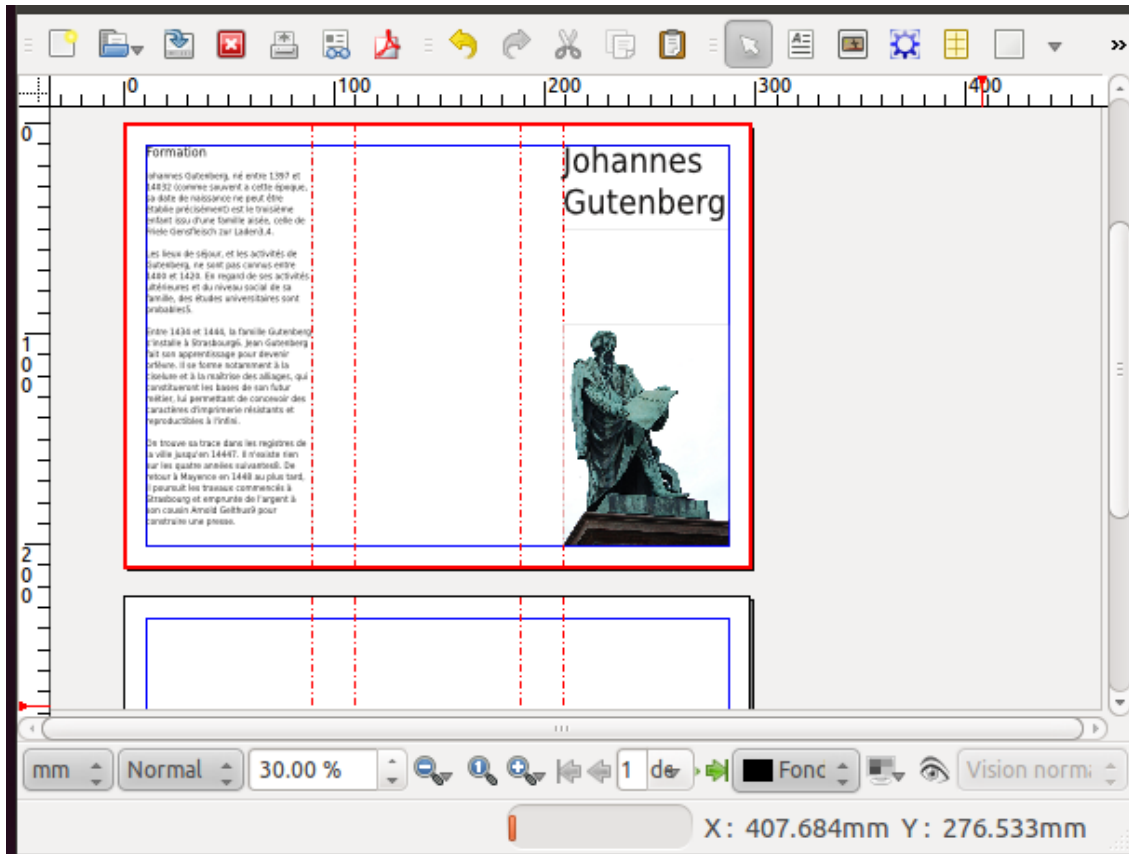 0 100 200 300 400
0
Formation
Johannes Gutenberg, né entre 1397 et
14032 (comme souvent à cette époque,
sa date de naissance ne peut être
établie précisément) est le troisième
enfant issu d'une famille aisée, celle de
Friele Gensfleisch zur Laden3,4.
Les lieux de séjour, et les activités de
Gutenberg, ne sont pas connus entre
1400 et 1420. En regard de ses activités
ultérieures et du niveau social de sa
famille, des études universitaires sont
probables5.
Entre 1434 et 1444, la famille Gutenberg
s'installe à Strasbourg6. Jean Gutenberg
fait son apprentissage pour devenir
orfèvre. Il se forme notamment à la
ciselure et à la maîtrise des alliages, qui
constitueront les bases de son futur
métier, lui permettant de concevoir des
caractères d'imprimerie résistants et
reproductibles à l'infini.
On trouve sa trace dans les registres de
la ville jusqu'en 14447. Il n'existe rien
sur les quatre années suivantes8. De
retour à Mayence en 1448 au plus tard,
il poursuit les travaux commencés à
Strasbourg et emprunte de l'argent à
son cousin Arnold Gelthus9 pour
construire une presse.
Johannes
Gutenberg
100
200
mm Normal 30.00 % 1 de Fonc Vision norma
X: 407.684mm Y: 276.533mm